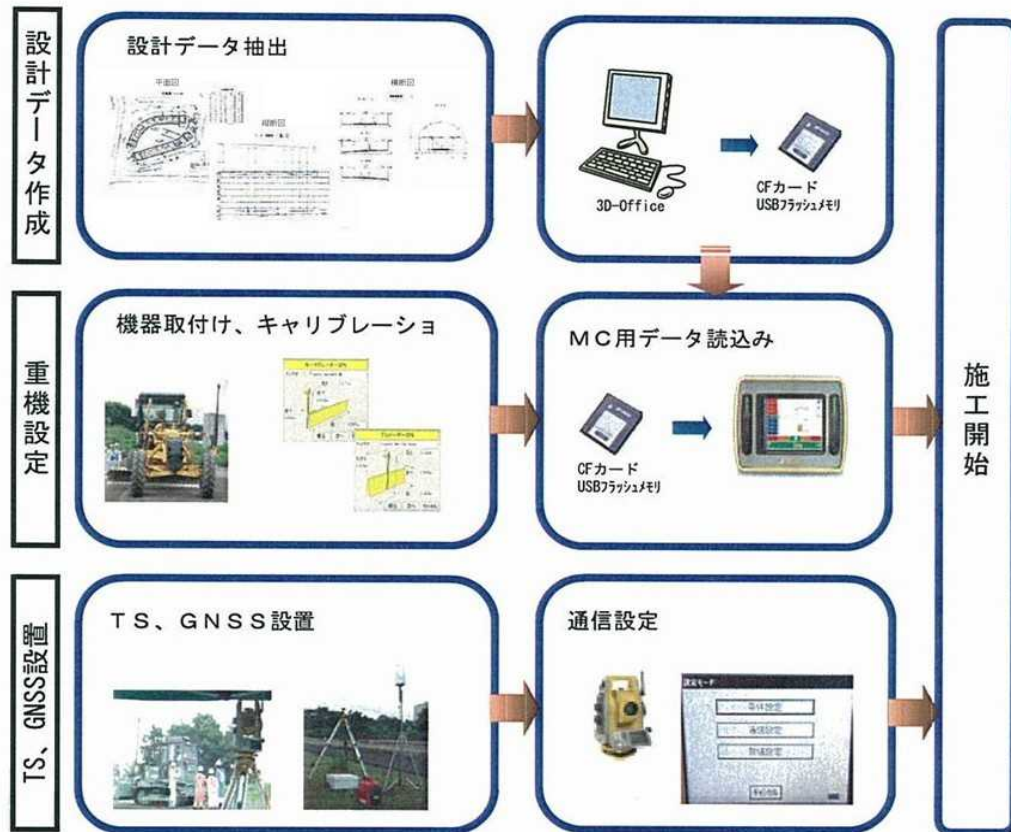 設計データ作成
設計データ抽出
平面図
縦断図
横断図
3D-Office
CFカード
USBフラッシュメモリ
重機設定
機器取付け、キャリブレーショ
MC用データ読込み
CFカード
USBフラッシュメモリ
施工開始
TS、GNSS設置
TS、GNSS設置
通信設定
設定モード